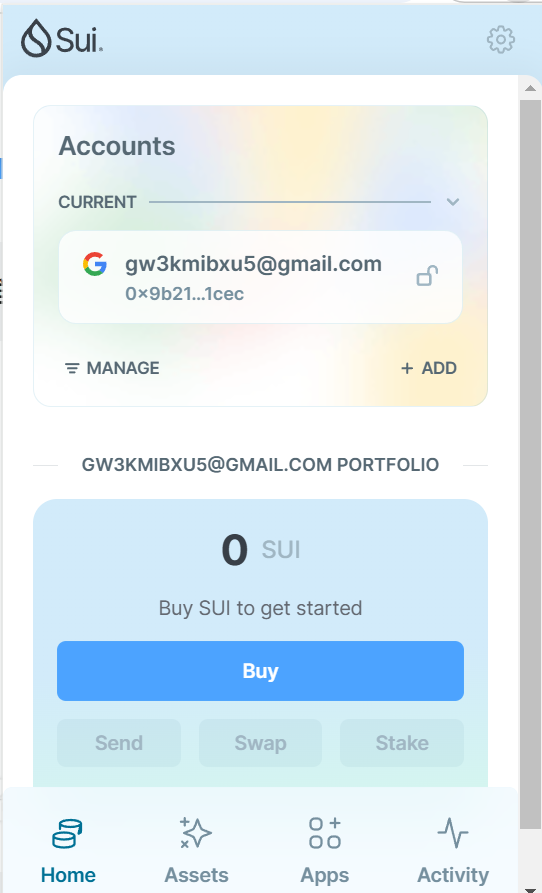 Sui.
Accounts
CURRENT
gw3kmibxu5@gmail.com
0×9b21...1cec
MANAGE
+ ADD
GW3KMIBXU5@GMAIL.COM PORTFOLIO
0 SUI
Buy SUI to get started
Buy
Send Swap Stake
Home Assets Apps Activity